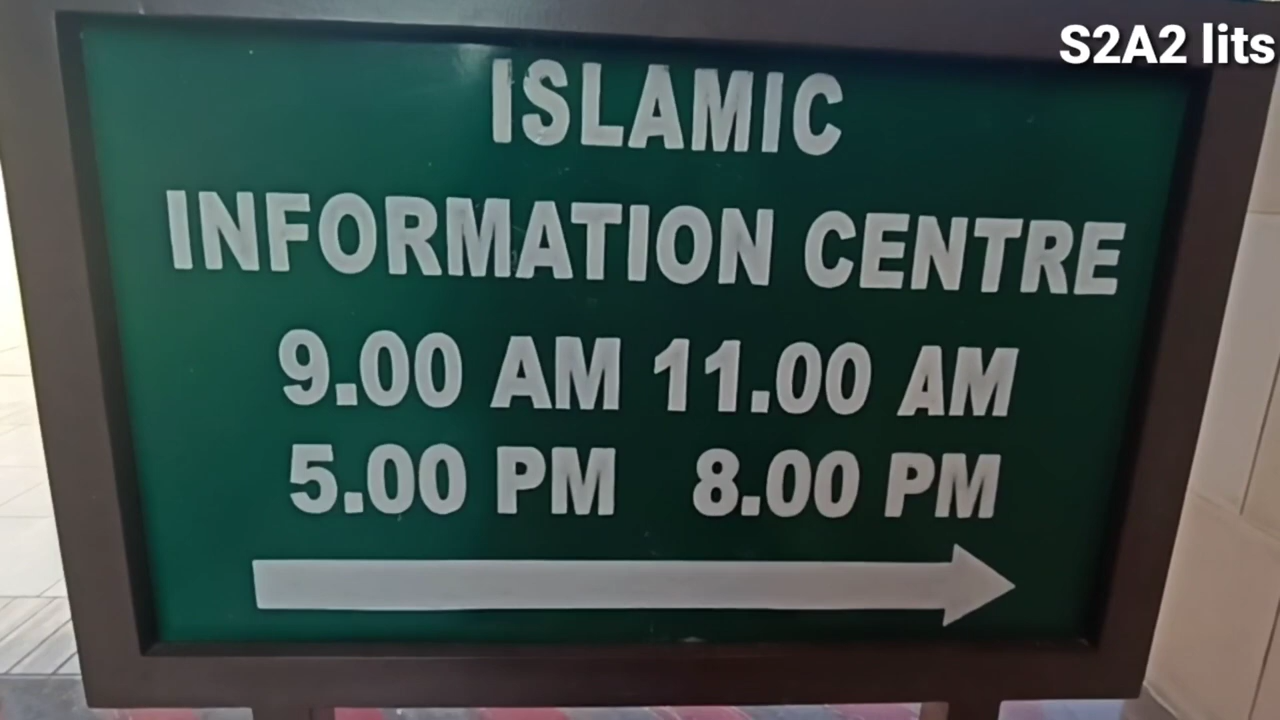 S2A2 lits
ISLAMIC
INFORMATION CENTRE
9.00 AM 11.00 AM
5.00 PM 8.00 PM